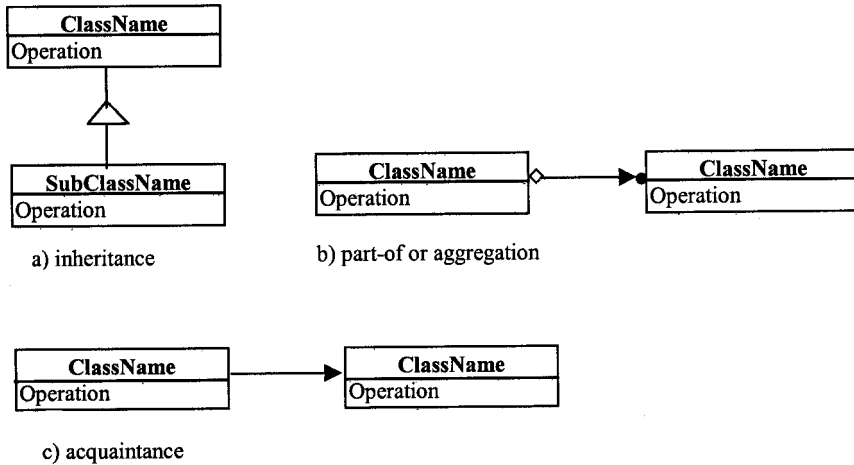 ClassName
Operation
SubClassName
Operation
a) inheritance
ClassName
Operation
ClassName
Operation
b) part-of or aggregation
ClassName
Operation
ClassName
Operation
c) acquaintance